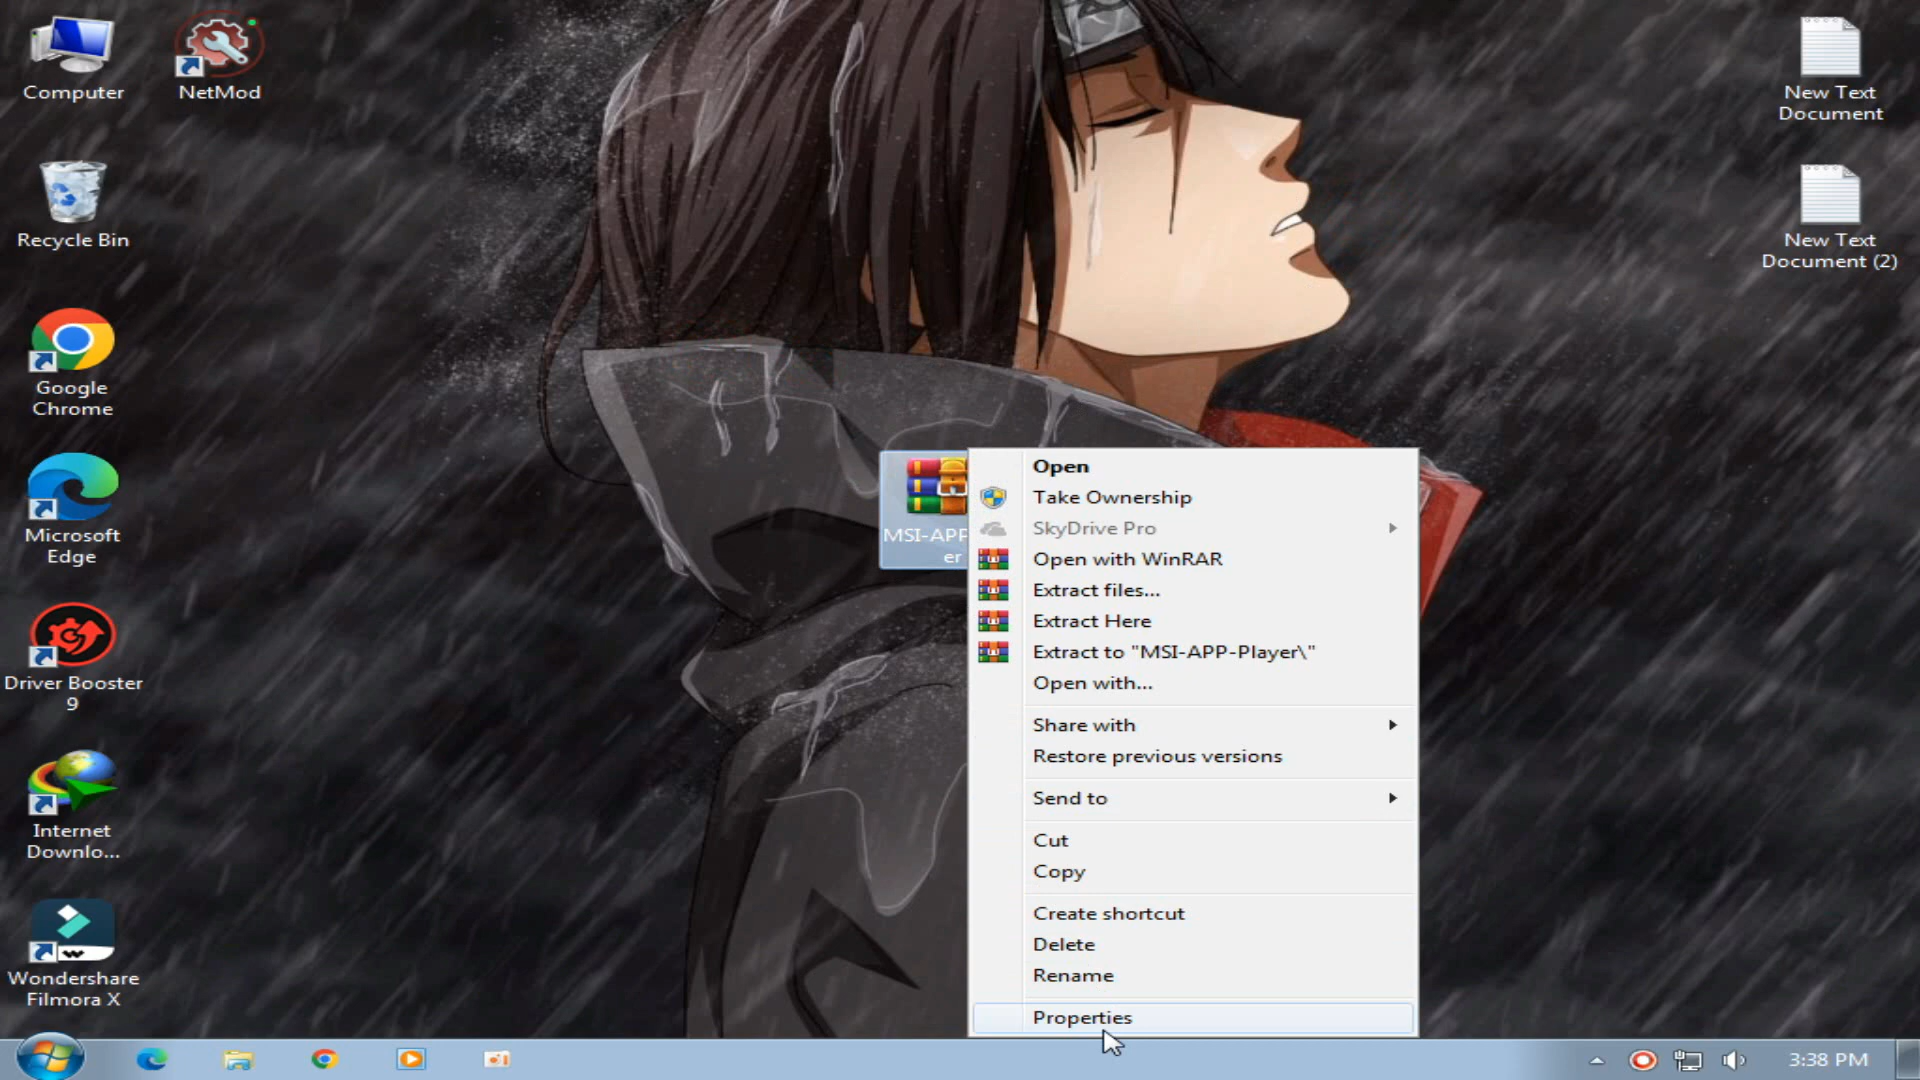 Computer
NetMod
New Text
Document
Recycle Bin
New Text
Document (2)
Google
Chrome
Microsoft
Edge
Driver Booster
9
Internet
Downlo...
Wondershare
Filmora X
MSI-APP
er
Open
Take Ownership
SkyDrive Pro
Open with WinRAR
Extract files...
Extract Here
Extract to "MSI-APP-Player\"
Open with...
Share with
Restore previous versions
Send to
Cut
Copy
Create shortcut
Delete
Rename
Properties
3:38 PM